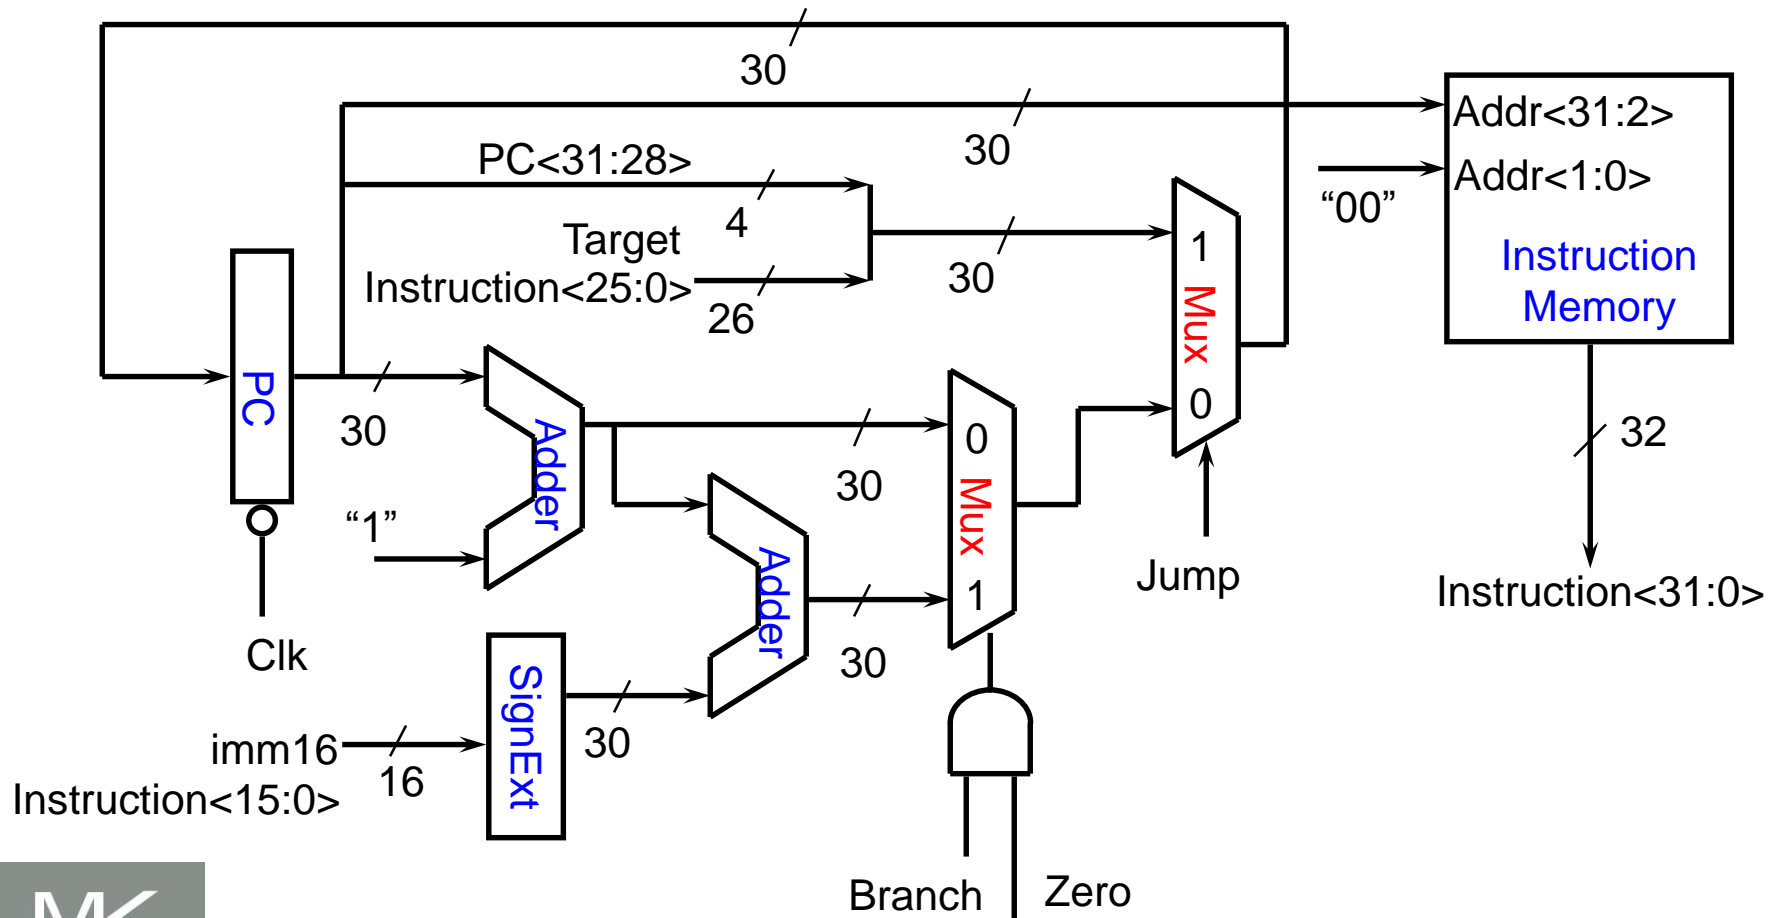 30
Addr<31:2>
30
PC<31:28>
Addr<1:0>
“00”
4
Target
1
Instruction
30
Instruction<25:0>
Memory
26
Mux
PC
0
30
32
0
Adder
30
“1”
Mux
Adder
Jump
1
Instruction<31:0>
Clk
30
SignExt
30
imm16
16
Instruction<15:0>
Branch
Zero
MK